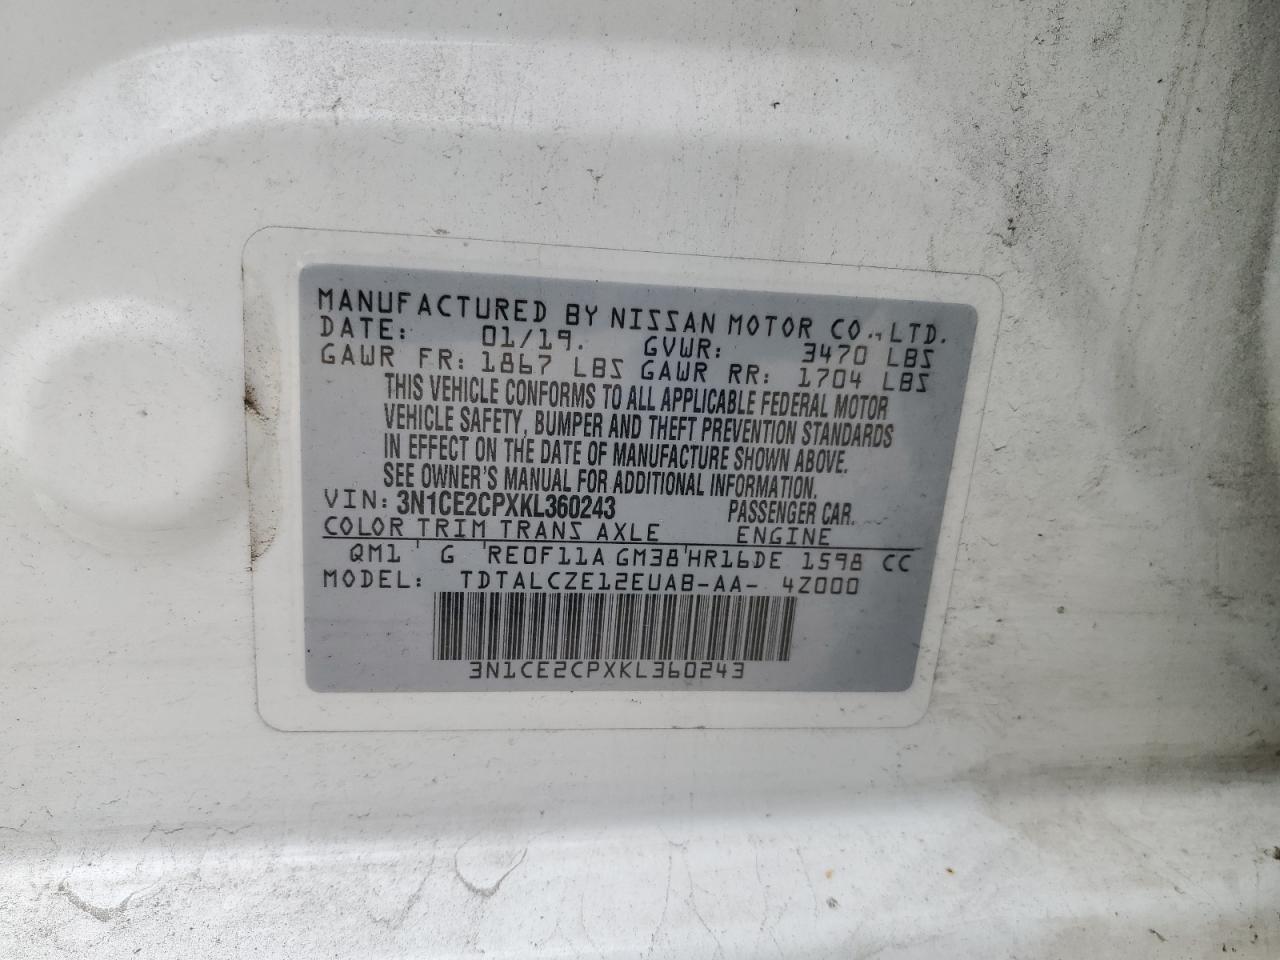 MANUFACTURED BY NISSAN MOTOR CO., LTD.
DATE: 01/19. GVWR: 3470 LBS
GAWR FR: 1867 LBS GAWR RR: 1704 LBS
THIS VEHICLE CONFORMS TO ALL APPLICABLE FEDERAL MOTOR
VEHICLE SAFETY, BUMPER AND THEFT PREVENTION STANDARDS
IN EFFECT ON THE DATE OF MANUFACTURE SHOWN ABOVE.
SEE OWNER'S MANUAL FOR ADDITIONAL INFORMATION.
VIN: 3N1CE2CPXKL360243 PASSENGER CAR.
COLOR TRIM TRANS AXLE ENGINE
QM1 ' G 'RE0F11A GM38'HR16DE 1598 CC
MODEL: TDTALCZE12EUAB-AA- 4Z000
3N1CE2CPXKL360243